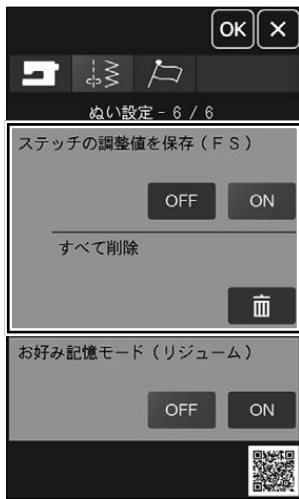 OK ×
ぬい設定 - 6 / 6
ステッチの調整値を保存(FS)
OFF ON
すべて削除
お好み記憶モード(リジューム)
OFF ON